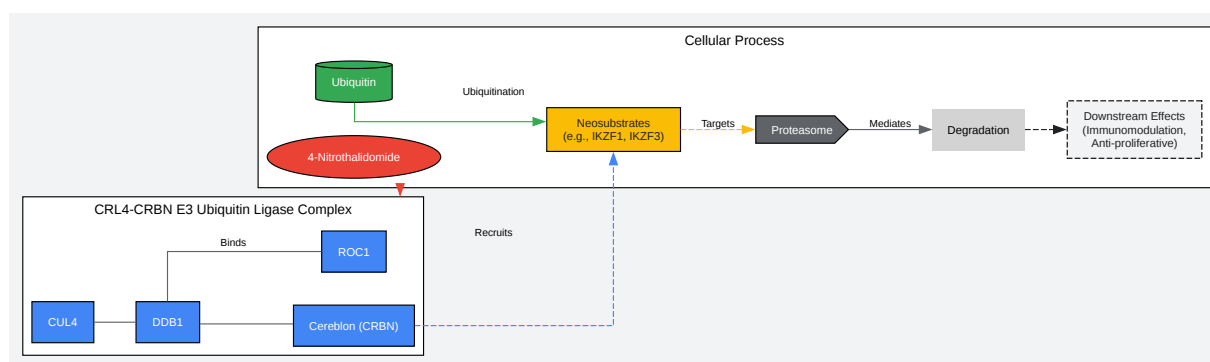 Cellular Process
Ubiquitin
Ubiquitination
Neosubstrates
(e.g., IKZF1, IKZF3)
Targets
Proteasome
Mediates
Degradation
Downstream Effects
(Immunomodulation,
Anti-proliferative)
4-Nitrothalidomide
CRL4-CRBN E3 Ubiquitin Ligase Complex
Binds
ROC1
Recruits
CUL4
DDB1
Cereblon (CRBN)